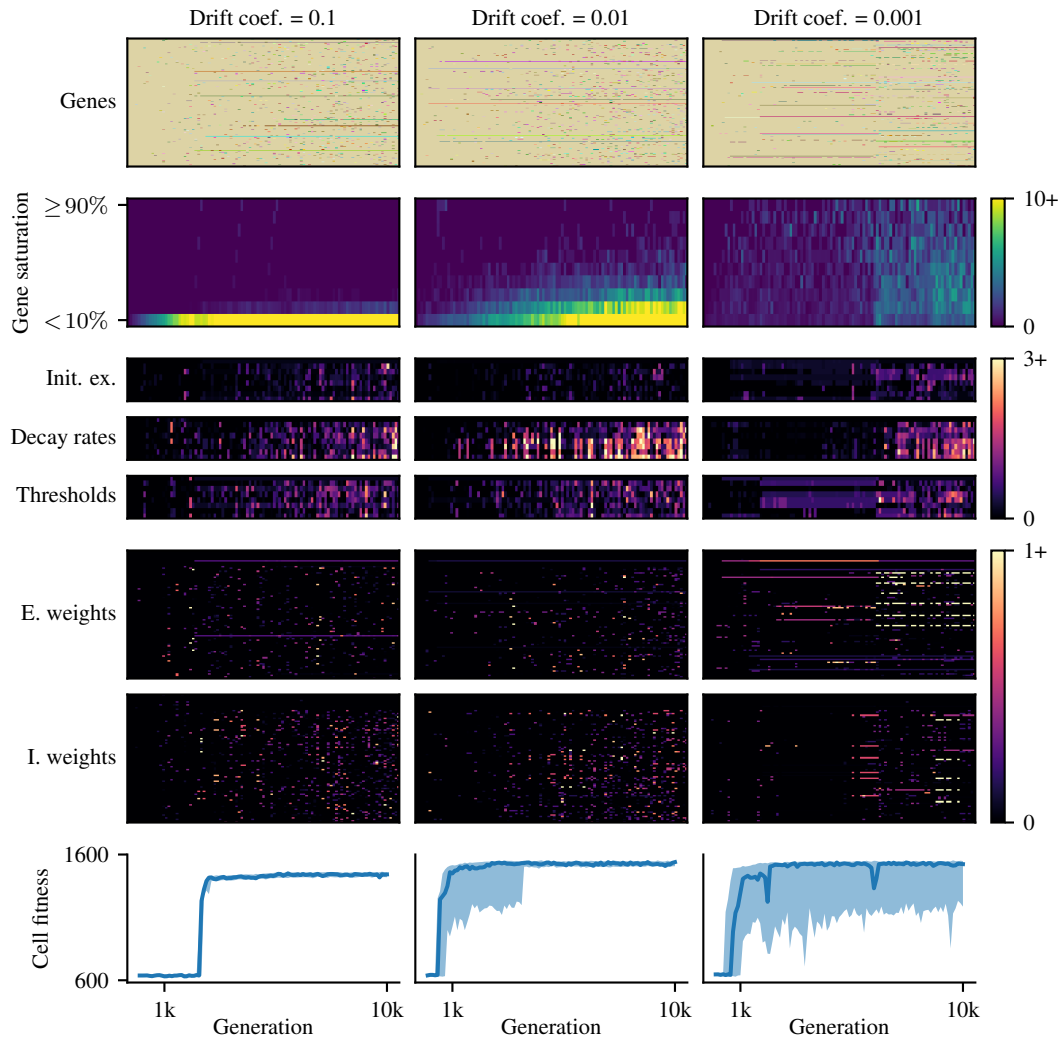 Drift coef. = 0.1
Drift coef. = 0.01
Drift coef. = 0.001
Genes
Gene saturation
≥90%
<10%
10+
0
Init. ex.
Decay rates
Thresholds
3+
0
E. weights
I. weights
1+
0
Cell fitness
1600
600
1k
10k
1k
10k
1k
10k
Generation
Generation
Generation